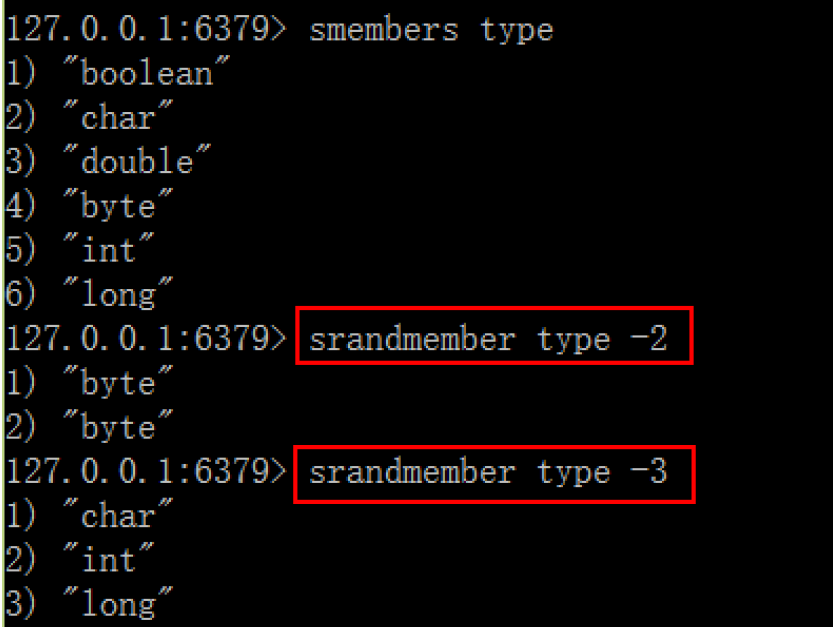 127.0.0.1:6379> smembers type
1) "boolean"
2) "char"
3) "double"
4) "byte"
5) "int"
6) "long"
127.0.0.1:6379> srandmember type -2
1) "byte"
2) "byte"
127.0.0.1:6379> srandmember type -3
1) "char"
2) "int"
3) "long"